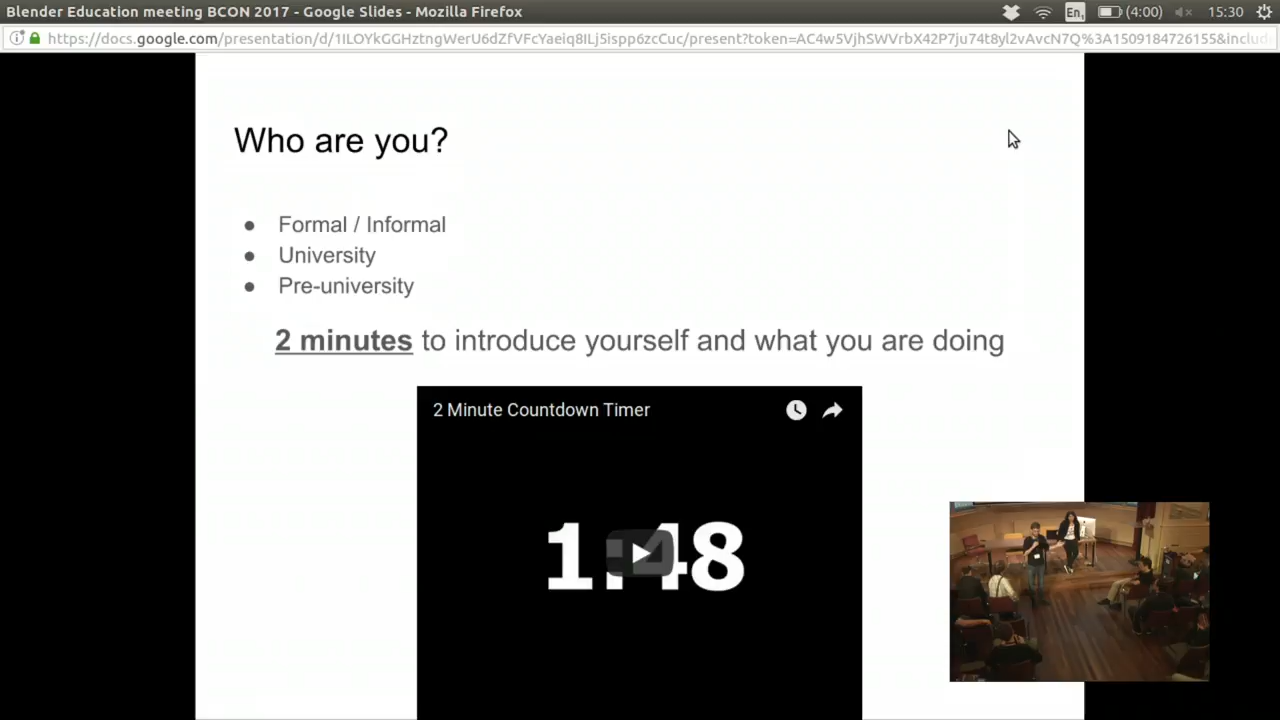 Blender Education meeting BCON 2017 - Google Slides - Mozilla Firefox
En₁
(4:00)
15:30
https://docs.google.com/presentation/d/1ILOYkGGHztngWerU6dZfVFcYaeiq8ILj5ispp6zcCuc/present?token=AC4w5VjhSWVrbX42P7ju74t8yl2vAvcN7Q%3A1509184726155&includ
Who are you?
● Formal / Informal
● University
● Pre-university
2 minutes to introduce yourself and what you are doing
2 Minute Countdown Timer
1:48